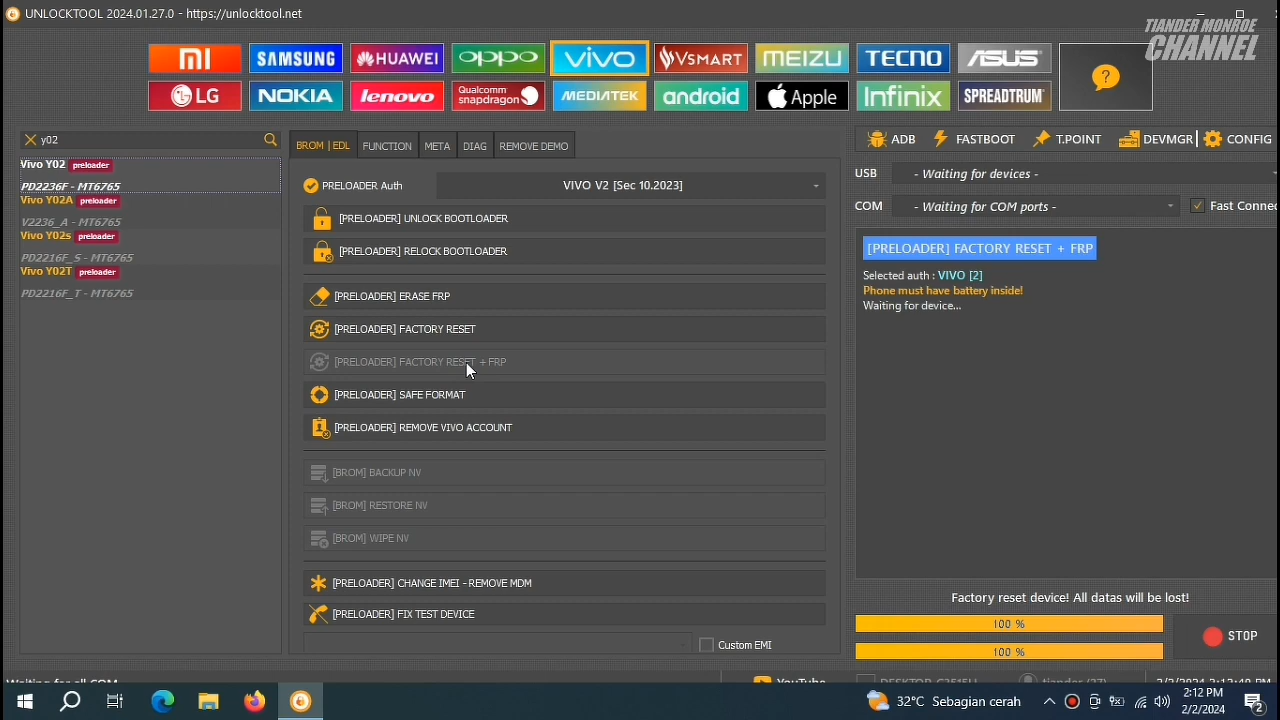 UNLOCKTOOL 2024.01.27.0 - https://unlocktool.net
TIANDER MONROE
CHANNEL
mi SAMSUNG HUAWEI oppo vivo VSMART MEIZU TECNO ASUS
LG NOKIA lenovo Qualcomm snapdragon MEDIATEK android Apple Infinix SPREADTRUM
?
y02
Vivo Y02 preloader
PD2236F - MT6765
Vivo Y02A preloader
V2236_A - MT6765
Vivo Y02s preloader
PD2216F_S - MT6765
Vivo Y02T preloader
PD2216F_T - MT6765
BROM | EDL FUNCTION META DIAG REMOVE DEMO
PRELOADER Auth VIVO V2 [Sec 10.2023]
[PRELOADER] UNLOCK BOOTLOADER
[PRELOADER] RELOCK BOOTLOADER
[PRELOADER] ERASE FRP
[PRELOADER] FACTORY RESET
[PRELOADER] FACTORY RESET + FRP
[PRELOADER] SAFE FORMAT
[PRELOADER] REMOVE VIVO ACCOUNT
[BROM] BACKUP NV
[BROM] RESTORE NV
[BROM] WIPE NV
[PRELOADER] CHANGE IMEI - REMOVE MDM
[PRELOADER] FIX TEST DEVICE
Custom EMI
ADB FASTBOOT T.POINT DEVMGR CONFIG
USB - Waiting for devices -
COM - Waiting for COM ports - Fast Connec
[PRELOADER] FACTORY RESET + FRP
Selected auth : VIVO [2]
Phone must have battery inside!
Waiting for device...
Factory reset device! All datas will be lost!
100 %
100 %
STOP
Waiting for all COM
YouTube
32°C Sebagian cerah
2:12 PM
2/2/2024
2